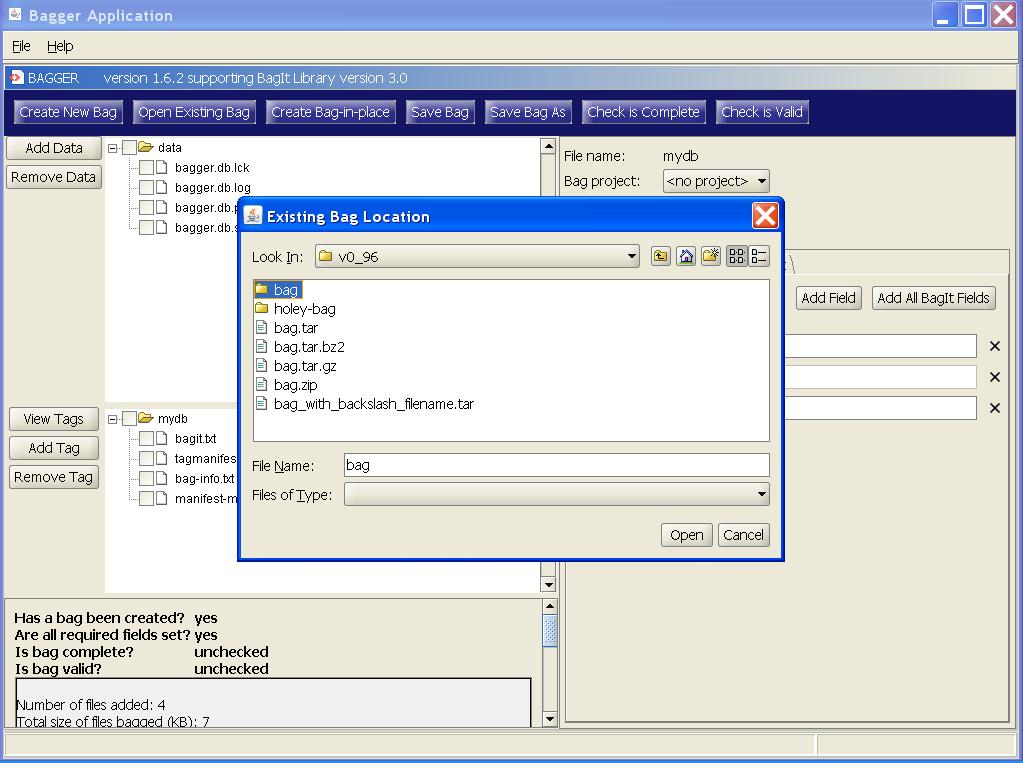 Bagger Application
File Help
BAGGER version 1.6.2 supporting BagIt Library version 3.0
Create New Bag Open Existing Bag Create Bag-in-place Save Bag Save Bag As Check is Complete Check is Valid
Add Data
Remove Data
data
bagger.db.lck
bagger.db.log
bagger.db.p
bagger.db.s
File name: mydb
Bag project: <no project>
Existing Bag Location
Look In: v0_96
bag
holey-bag
bag.tar
bag.tar.bz2
bag.tar.gz
bag.zip
bag_with_backslash_filename.tar
File Name: bag
Files of Type:
Open Cancel
Add Field Add All BagIt Fields
View Tags
Add Tag
Remove Tag
mydb
bagit.txt
tagmanifes
bag-info.txt
manifest-m
Has a bag been created? yes
Are all required fields set? yes
Is bag complete? unchecked
Is bag valid? unchecked
Number of files added: 4
Total size of files bagged (KB): 7